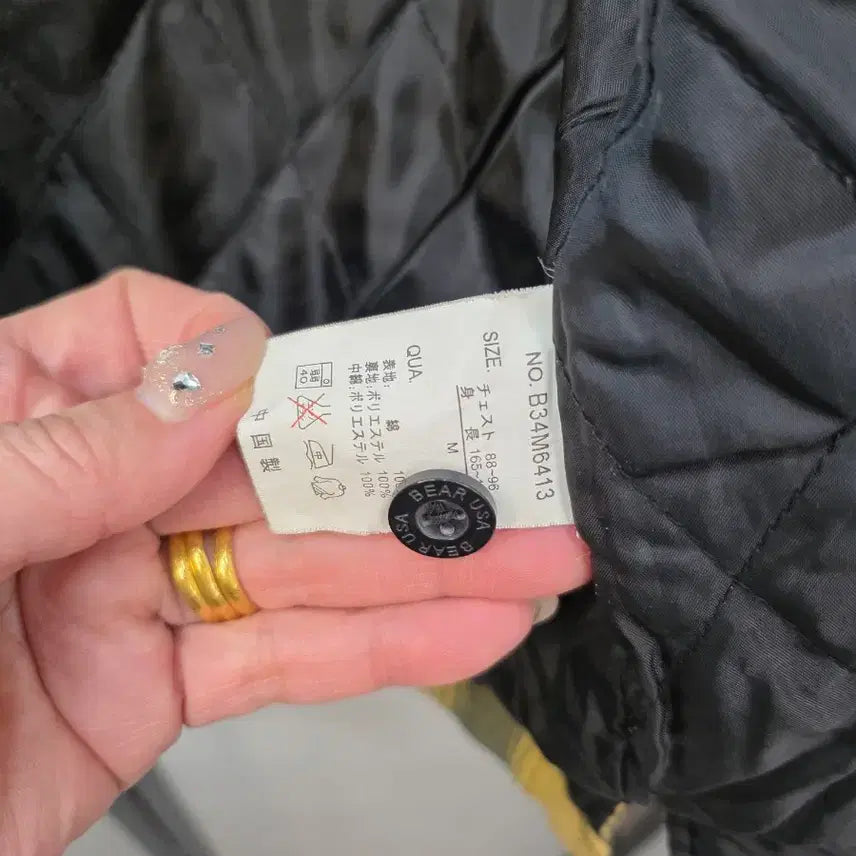 NO. B34M6413
SIZE. チェスト 88~96
身長 165~
M
QUA.
表地: 綿
裏地:ポリエステル 100%
中綿:ポリエステル 100%
弱
40
中国製
BEAR USA
BEAR USA